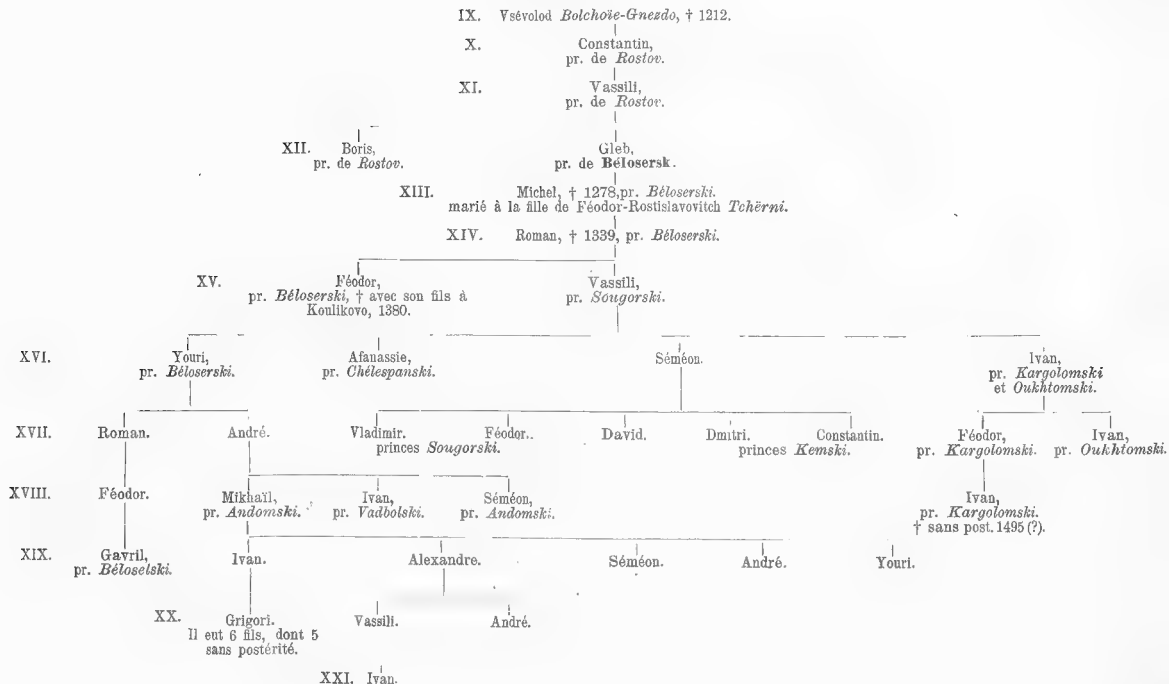 IX. Vsévolod Bolchoïe-Gnezdo, † 1212.
X. Constantin,
pr. de Rostov.
XI. Vassili,
pr. de Rostov.
XII. Boris, Gleb,
pr. de Rostov. pr. de Bélosersk.
XIII. Michel, † 1278, pr. Béloserski.
marié à la fille de Féodor-Rostislavovitch Tchërni.
XIV. Roman, † 1339, pr. Béloserski.
XV. Féodor, Vassili,
pr. Béloserski, † avec son fils à pr. Sougorski.
Koulikovo, 1380.
XVI. Youri, Afanassie, Séméon. Ivan,
pr. Béloserski. pr. Chélespanski. pr. Kargolomski
et Oukhtomski.
XVII. Roman. André. Vladimir. Féodor. David. Dmitri. Constantin. Féodor, Ivan,
princes Sougorski. princes Kemski. pr. Kargolomski. pr. Oukhtomski.
XVIII. Féodor. Mikhaïl, Ivan, Séméon, Ivan,
pr. Andomski. pr. Vadbolski. pr. Andomski. pr. Kargolomski.
† sans post. 1495 (?).
XIX. Gavril, Ivan. Alexandre. Séméon. André. Youri.
pr. Béloselski.
XX. Grigori. Vassili. André.
Il eut 6 fils, dont 5
sans postérité.
XXI. Ivan.